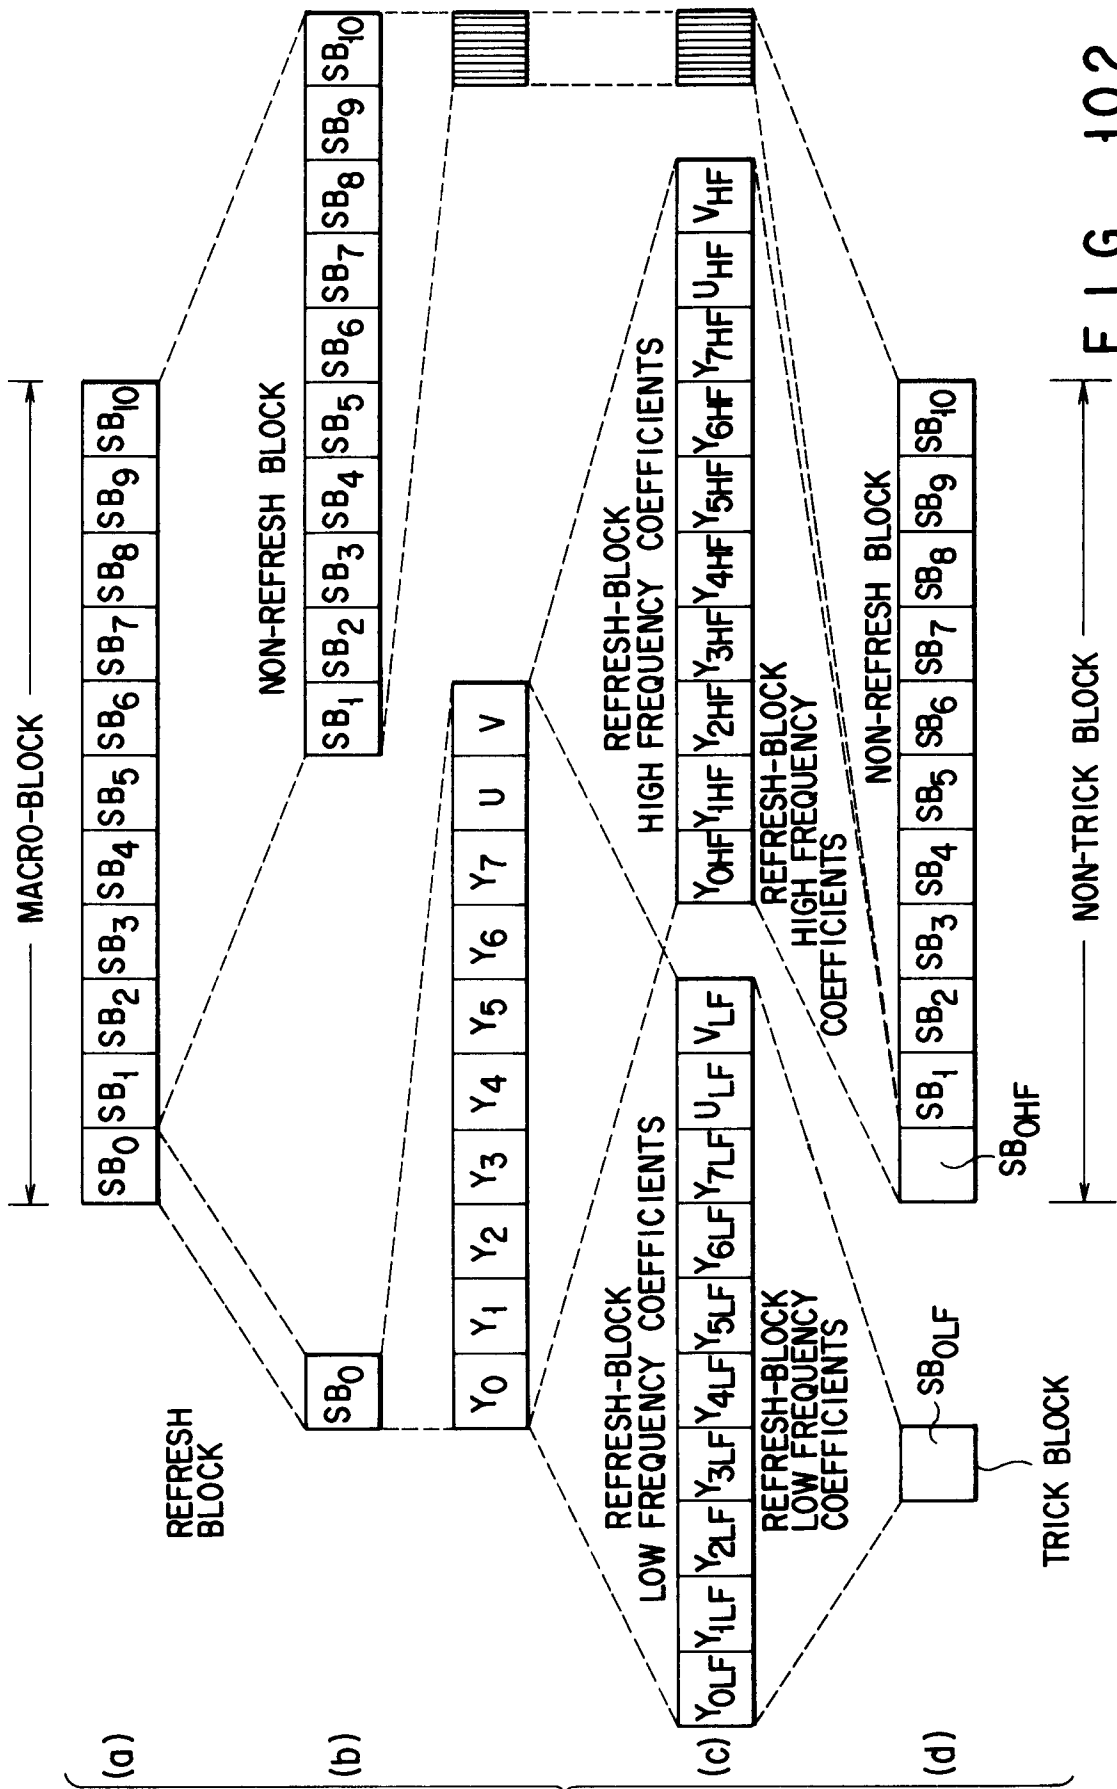 MACRO-BLOCK
(a)
SB0 SB1 SB2 SB3 SB4 SB5 SB6 SB7 SB8 SB9 SB10
REFRESH
BLOCK
NON-REFRESH BLOCK
(b)
SB0
SB1 SB2 SB3 SB4 SB5 SB6 SB7 SB8 SB9 SB10
Y0 Y1 Y2 Y3 Y4 Y5 Y6 Y7 U V
REFRESH-BLOCK
LOW FREQUENCY COEFFICIENTS
REFRESH-BLOCK
HIGH FREQUENCY COEFFICIENTS
(c)
Y0LF Y1LF Y2LF Y3LF Y4LF Y5LF Y6LF Y7LF ULF VLF
Y0HF Y1HF Y2HF Y3HF Y4HF Y5HF Y6HF Y7HF UHF VHF
REFRESH-BLOCK
LOW FREQUENCY
COEFFICIENTS
REFRESH-BLOCK
HIGH FREQUENCY
COEFFICIENTS
NON-REFRESH BLOCK
(d)
SB0LF
SB1 SB2 SB3 SB4 SB5 SB6 SB7 SB8 SB9 SB10
SB0HF
TRICK BLOCK
NON-TRICK BLOCK
FIG 102